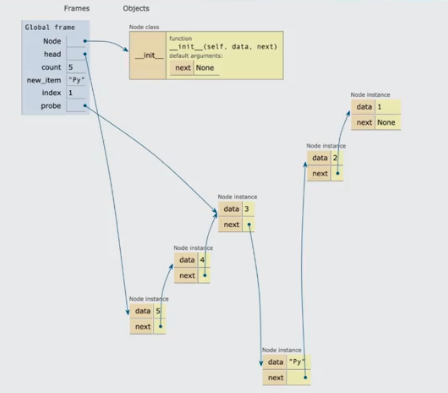 Frames Objects
Global frame
Node
head
count 5
new_item "Py"
index 1
probe
Node class
__init__
function
__init__(self, data, next)
default arguments:
next None
Node instance
data 1
next None
Node instance
data 2
next
Node instance
data 3
next
Node instance
data 4
next
Node instance
data 5
next
Node instance
data "Py"
next